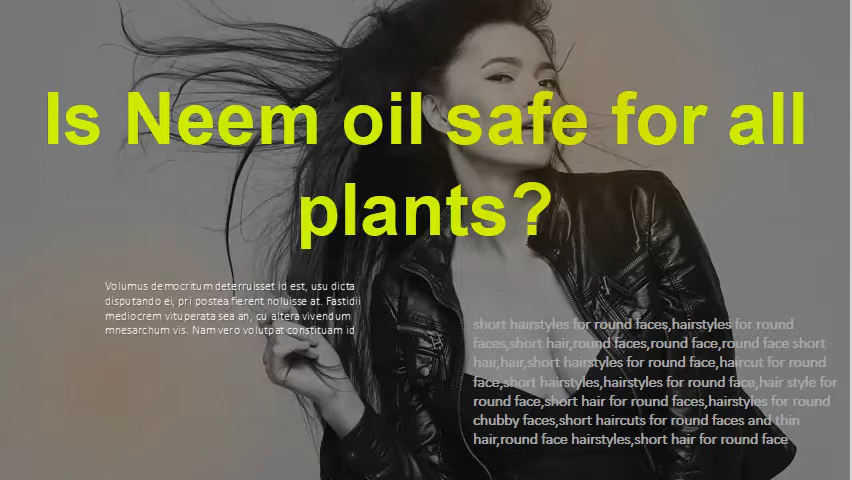 Is Neem oil safe for all
plants?
Volumus democritum deterruisset id est, usu dicta
disputando ei, pri postea fierent noluisse at. Fastidii
mediocrem vituperata sea an, cu altera vivendum
mnesarchum vis. Nam vero volutpat constituam id
short hairstyles for round faces,hairstyles for round
faces,short hair,round faces,round face,round face short
hair,hair,short hairstyles for round face,haircut for round
face,short hairstyles,hairstyles for round face,hair style for
round face,short hair for round faces,hairstyles for round
chubby faces,short haircuts for round faces and thin
hair,round face hairstyles,short hair for round face